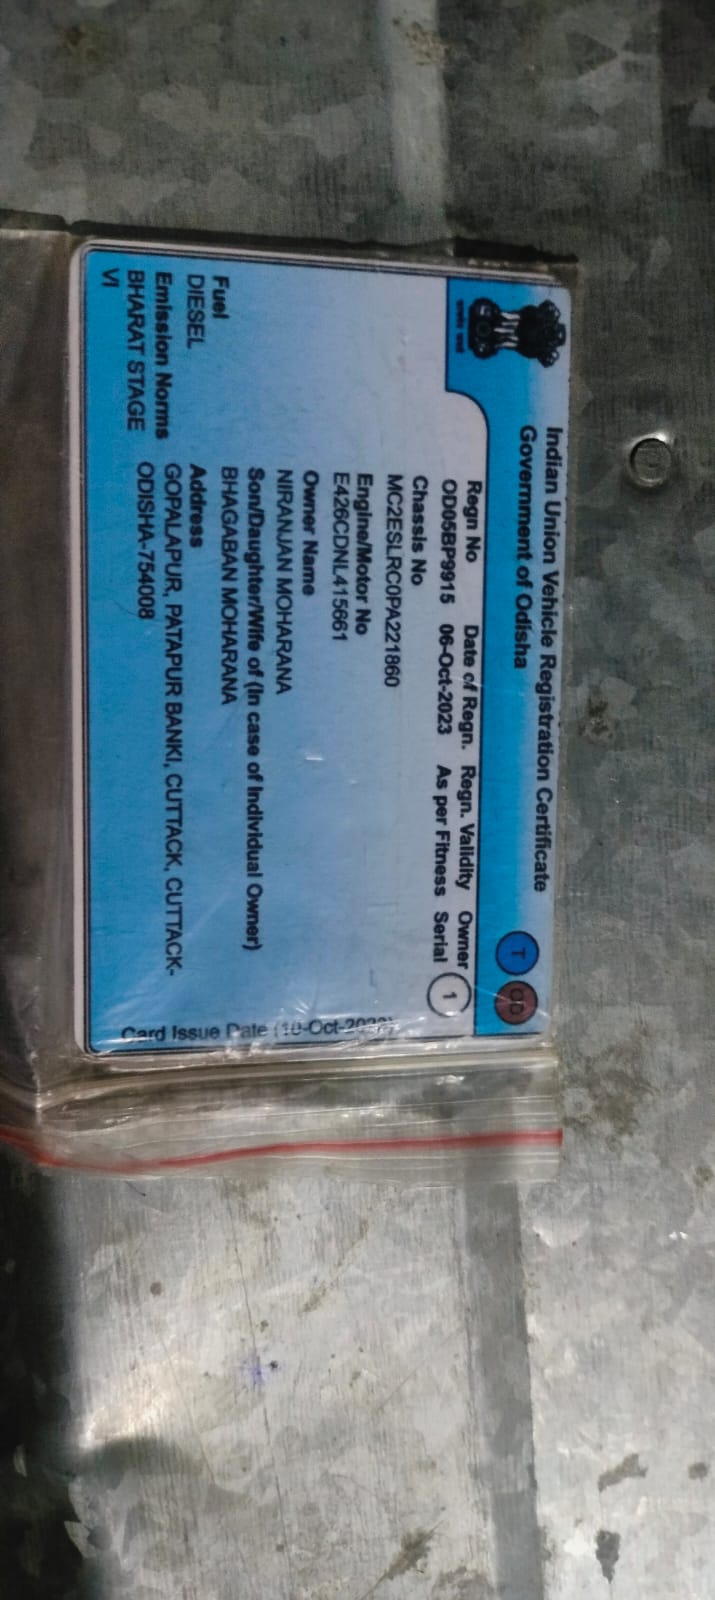 Indian Union Vehicle Registration Certificate
Government of Odisha
T OD
Regn No Date of Regn. Regn. Validity Owner
OD05BP9915 06-Oct-2023 As per Fitness Serial 1
Chassis No
MC2ESLRC0PA221860
Engine/Motor No
E426CDNL415661
Owner Name
NIRANJAN MOHARANA
Son/Daughter/Wife of (In case of Individual Owner)
BHAGABAN MOHARANA
Fuel
DIESEL
Emission Norms
BHARAT STAGE
VI
Address
GOPALAPUR, PATAPUR BANKI, CUTTACK, CUTTACK-
ODISHA-754008
Card Issue Date (10-Oct-2023)